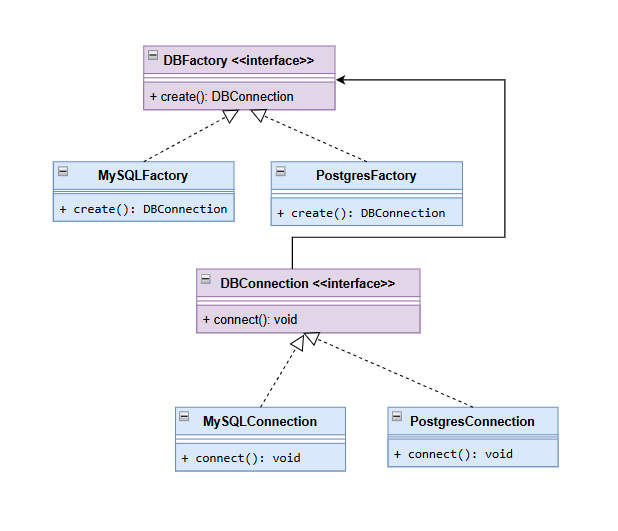 DBFactory <<interface>>
+ create(): DBConnection
MySQLFactory
+ create(): DBConnection
PostgresFactory
+ create(): DBConnection
DBConnection <<interface>>
+ connect(): void
MySQLConnection
+ connect(): void
PostgresConnection
+ connect(): void